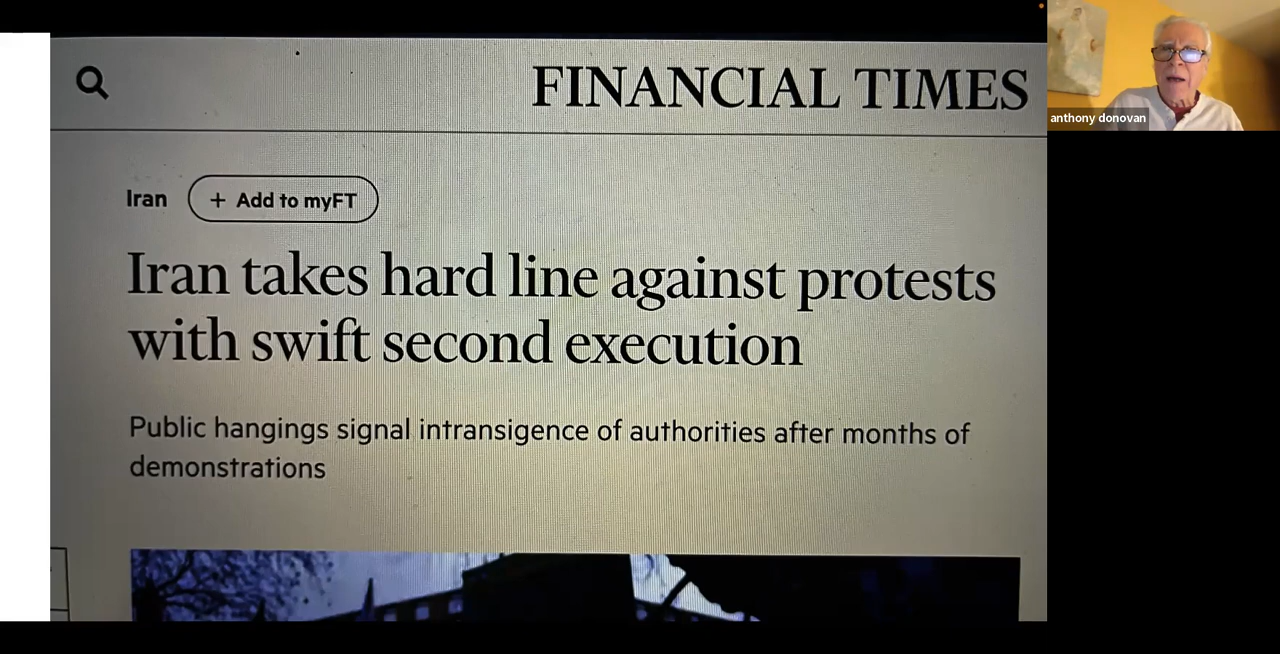 FINANCIAL TIMES
anthony donovan
Iran
+ Add to myFT
Iran takes hard line against protests
with swift second execution
Public hangings signal intransigence of authorities after months of
demonstrations